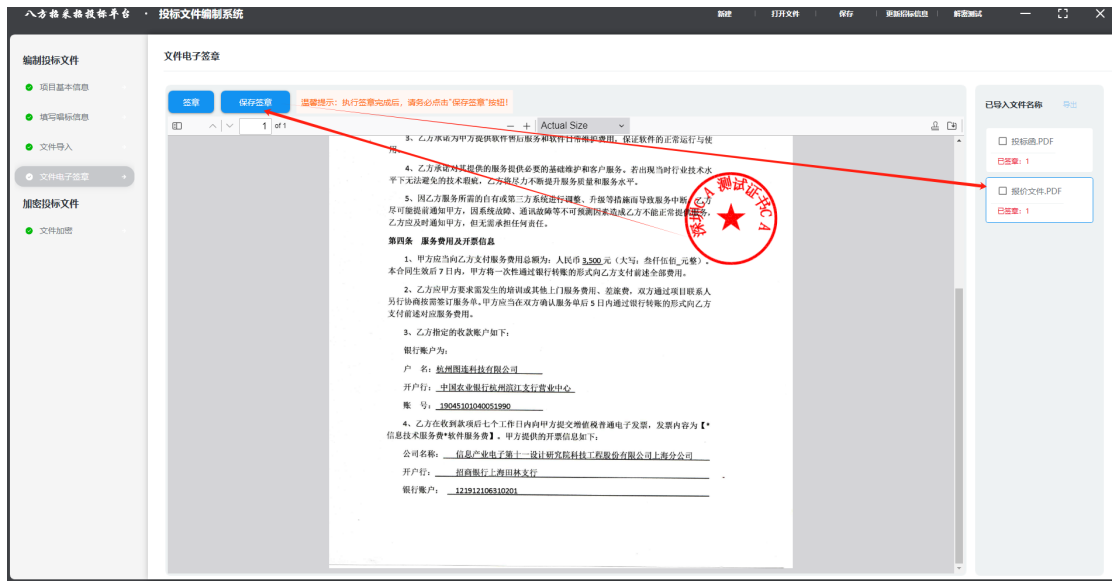 八方招采招投标平台 · 投标文件编制系统
新建 打开文件 保存 更新招标信息 解密测试
编制投标文件
项目基本信息
填写唱标信息
文件导入
文件电子签章
加密投标文件
文件加密
文件电子签章
签章 保存签章 温馨提示：执行签章完成后，请务必点击"保存签章"按钮！
1 of 1 Actual Size
3、乙方承诺为甲方提供软件售后服务和软件日常维护费用，保证软件的正常运行与使
用。
4、乙方承诺对其提供的服务提供必要的基础维护和客户服务。若出现当时行业技术水
平下无法避免的技术瑕疵，乙方将尽力不断提升服务质量和服务水平。
5、因乙方服务所需的自有或第三方系统进行调整、升级等措施而导致服务中断，乙方
尽可能提前通知甲方，因系统故障、通讯故障等不可预测因素造成乙方不能正常提供服务，
乙方应及时通知甲方，但无需承担任何责任。
深圳CA测试证书CA
第四条 服务费用及开票信息
1、甲方应当向乙方支付服务费用总额为：人民币 3,500 元（大写：叁仟伍佰_元整）。
本合同生效后 7 日内，甲方将一次性通过银行转账的形式向乙方支付前述全部费用。
2、乙方应甲方要求需发生的培训或其他上门服务费用、差旅费，双方通过项目联系人
另行协商按需签订服务单。甲方应当在双方确认服务单后 5 日内通过银行转账的形式向乙方
支付前述对应服务费用。
3、乙方指定的收款账户如下：
银行账户为：
户 名：杭州图连科技有限公司
开户行：中国农业银行杭州滨江支行营业中心
账 号：19045101040051990
4、乙方在收到款项后七个工作日内向甲方提交增值税普通电子发票，发票内容为【*
信息技术服务费*软件服务费】。甲方提供的开票信息如下：
公司名称：信息产业电子第十一设计研究院科技工程股份有限公司上海分公司
开户行：招商银行上海田林支行
银行账户：121912106310201
已导入文件名称 导出
投标函.PDF
已签章：1
报价文件.PDF
已签章：1